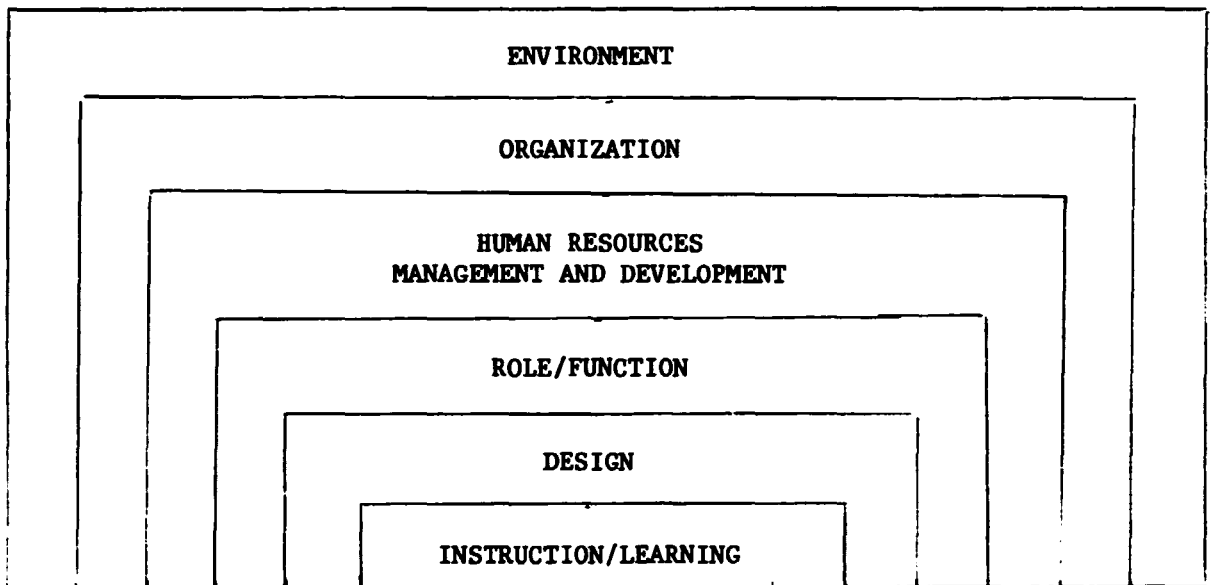 ENVIRONMENT
ORGANIZATION
HUMAN RESOURCES
MANAGEMENT AND DEVELOPMENT
ROLE/FUNCTION
DESIGN
INSTRUCTION/LEARNING